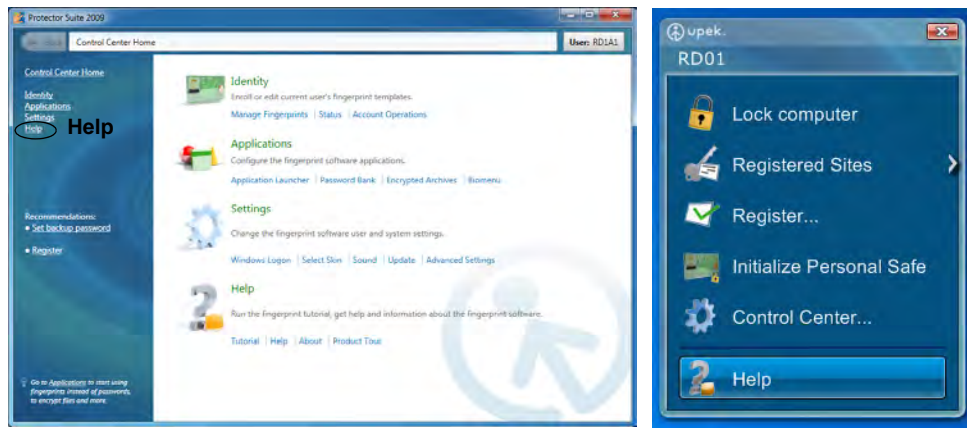 Protector Suite 2009
Control Center Home
User: RD1A1
Control Center Home
Identity
Applications
Settings
Help
Help
Recommendations:
• Set backup password
• Register
Go to Applications to start using
fingerprints instead of passwords,
to encrypt files and more.
Identity
Enroll or edit current user's fingerprint templates.
Manage Fingerprints | Status | Account Operations
Applications
Configure the fingerprint software applications.
Application Launcher | Password Bank | Encrypted Archives | Biomenu
Settings
Change the fingerprint software user and system settings.
Windows Logon | Select Skin | Sound | Update | Advanced Settings
Help
Run the fingerprint tutorial, get help and information about the fingerprint software.
Tutorial | Help | About | Product Tour
upek.
RD01
Lock computer
Registered Sites
Register...
Initialize Personal Safe
Control Center...
Help